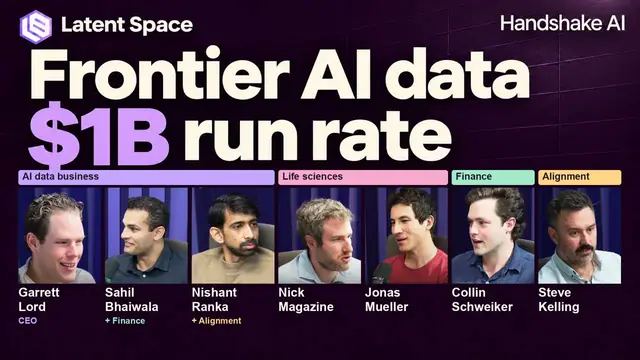 Latent Space
Handshake AI
Frontier AI data
$1B run rate
AI data business
Life sciences
Finance
Alignment
Garrett Lord
CEO
Sahil Bhaiwala
+ Finance
Nishant Ranka
+ Alignment
Nick Magazine
Jonas Mueller
Collin Schweiker
Steve Kelling